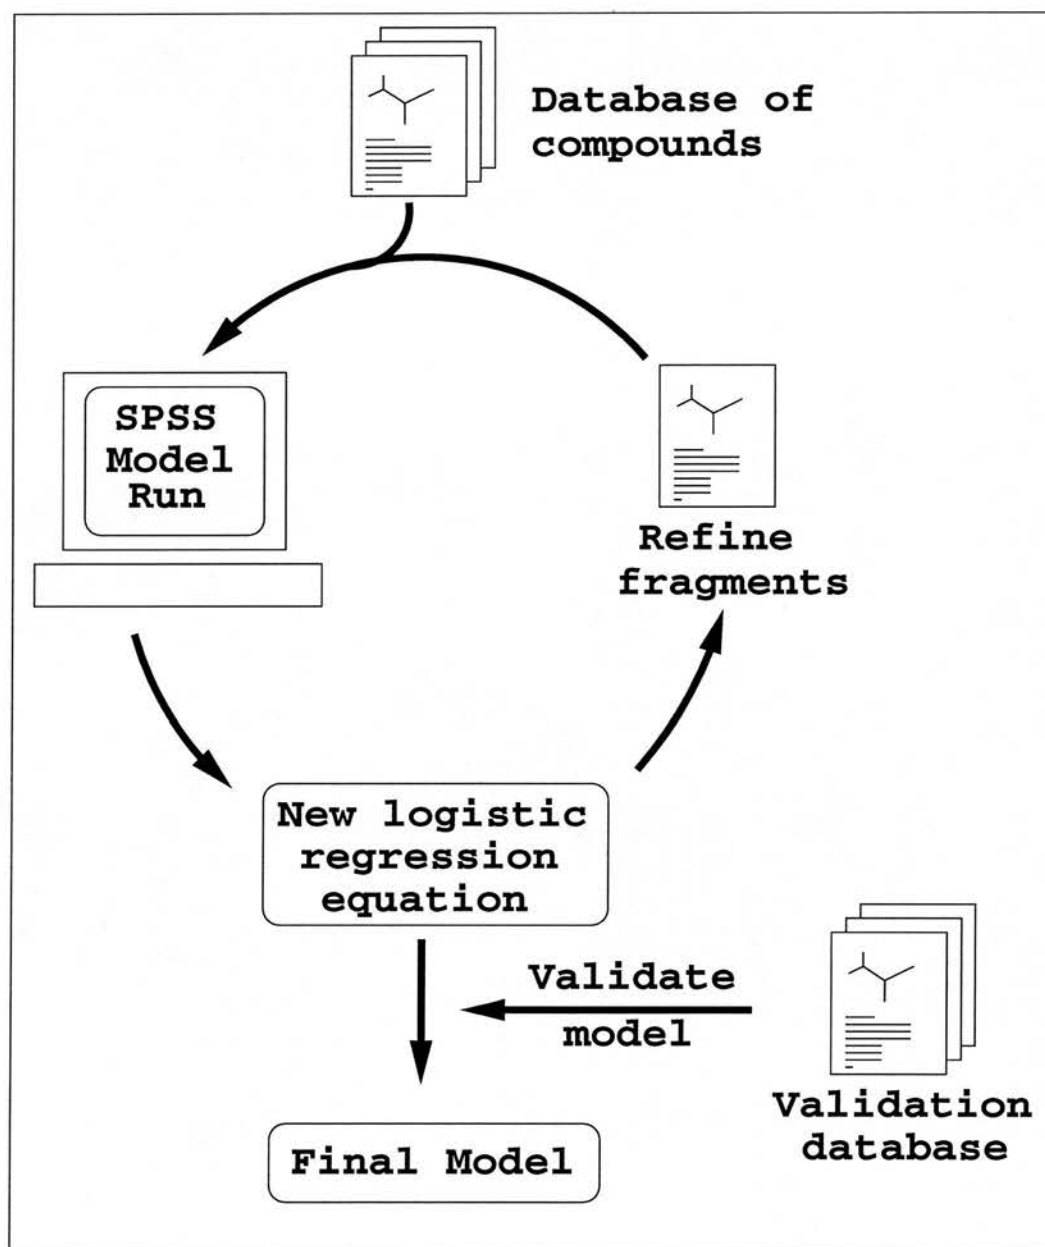 Database of
compounds
SPSS
Model
Run
Refine
fragments
New logistic
regression
equation
Validate
model
Validation
database
Final Model